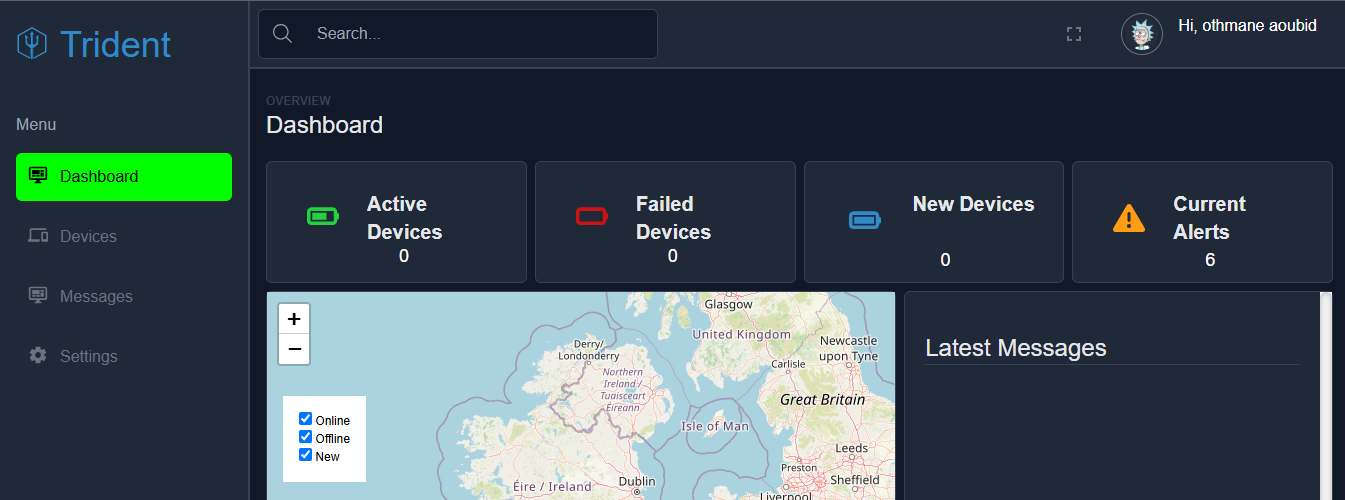 Trident
Search...
Hi, othmane aoubid
Menu
Dashboard
Devices
Messages
Settings
OVERVIEW
Dashboard
Active
Devices
0
Failed
Devices
0
New Devices
0
Current
Alerts
6
+
−
Online
Offline
New
Glasgow
United Kingdom
Newcastle
upon Tyne
Derry/
Londonderry
Carlisle
Northern
Ireland /
Tuaisceart
Éireann
Great Britain
Isle of Man
Leeds
Preston
Dublin
Sheffield
Éire / Ireland
Liverpool
Latest Messages